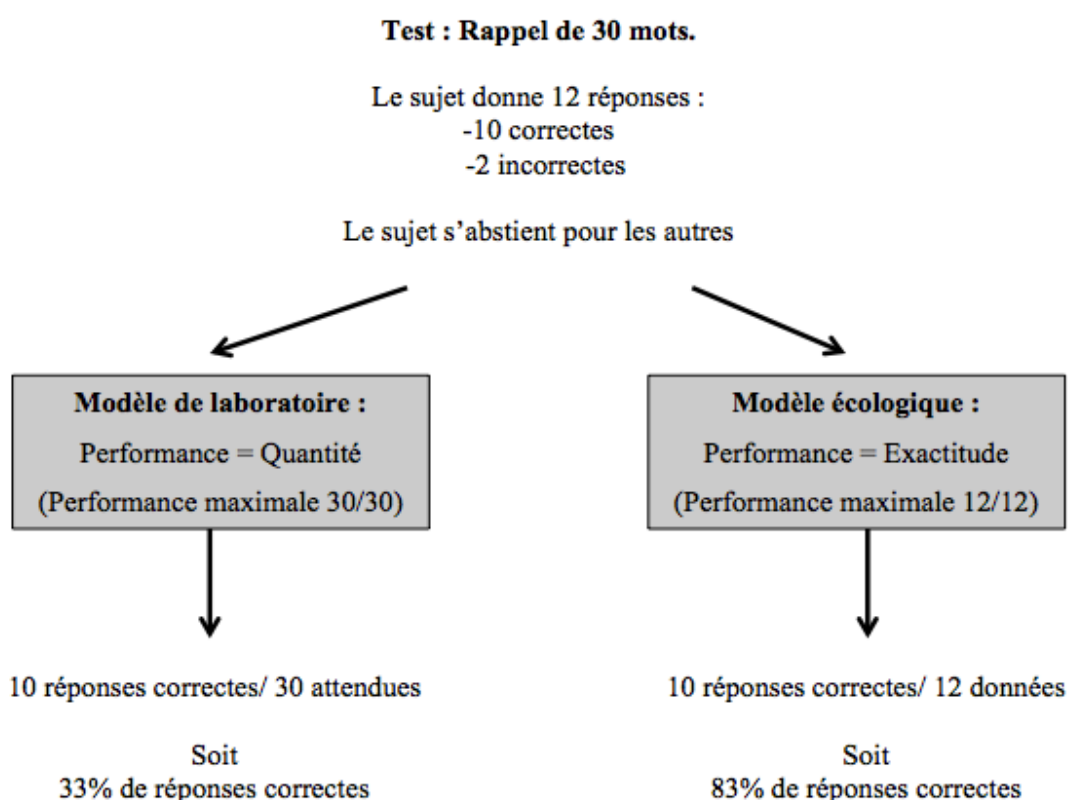 Test : Rappel de 30 mots.
Le sujet donne 12 réponses :
-10 correctes
-2 incorrectes
Le sujet s’abstient pour les autres
Modèle de laboratoire :
Performance = Quantité
(Performance maximale 30/30)
10 réponses correctes/ 30 attendues
Soit
33% de réponses correctes
Modèle écologique :
Performance = Exactitude
(Performance maximale 12/12)
10 réponses correctes/ 12 données
Soit
83% de réponses correctes